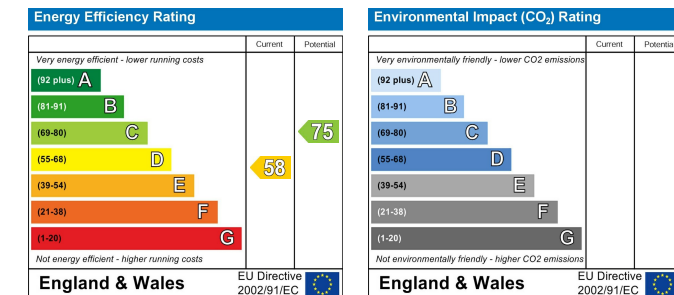 Energy Efficiency Rating
Current Potential
Very energy efficient - lower running costs
(92 plus) A
(81-91) B
(69-80) C
75
(55-68) D
58
(39-54) E
(21-38) F
(1-20) G
Not energy efficient - higher running costs
England & Wales
EU Directive
2002/91/EC
Environmental Impact (CO₂) Rating
Current Potential
Very environmentally friendly - lower CO2 emissions
(92 plus) A
(81-91) B
(69-80) C
(55-68) D
(39-54) E
(21-38) F
(1-20) G
Not environmentally friendly - higher CO2 emissions
England & Wales
EU Directive
2002/91/EC